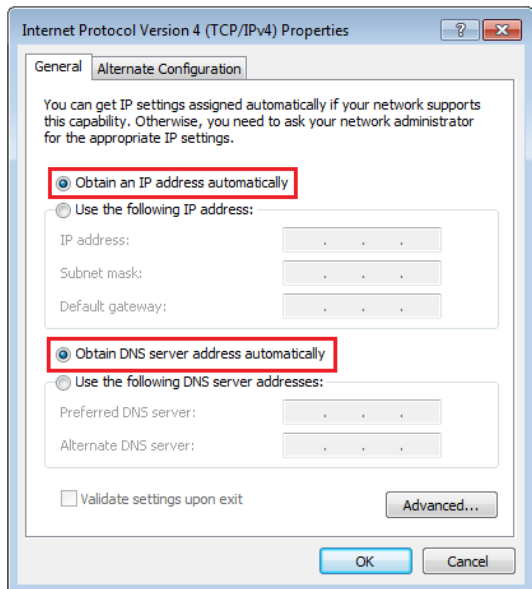 Internet Protocol Version 4 (TCP/IPv4) Properties
General
Alternate Configuration
You can get IP settings assigned automatically if your network supports
this capability. Otherwise, you need to ask your network administrator
for the appropriate IP settings.
Obtain an IP address automatically
Use the following IP address:
IP address:
Subnet mask:
Default gateway:
Obtain DNS server address automatically
Use the following DNS server addresses:
Preferred DNS server:
Alternate DNS server:
Validate settings upon exit
Advanced...
OK
Cancel